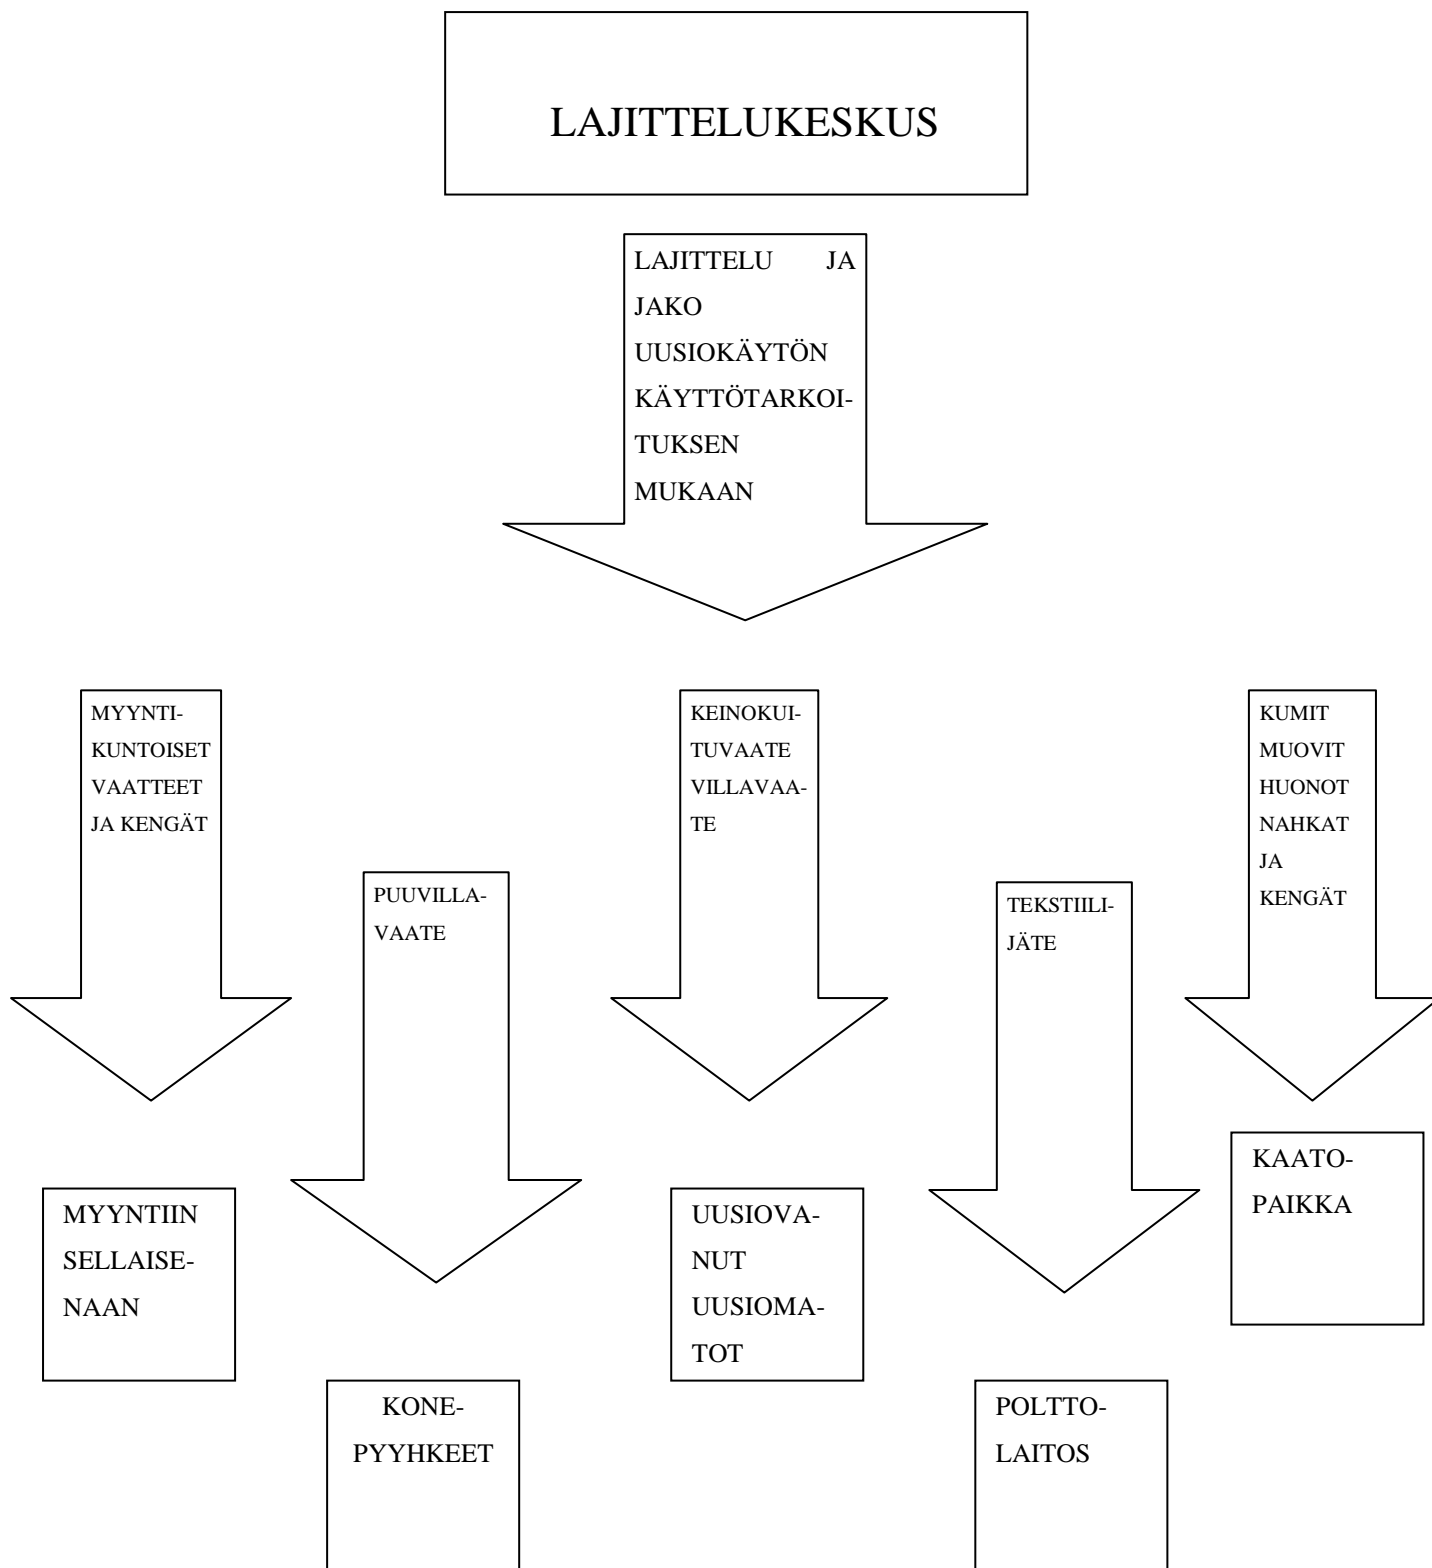 LAJITTELUKESKUS
LAJITTELU JA
JAKO
UUSIOKÄYTÖN
KÄYTTÖTARKOI-
TUKSEN
MUKAAN
MYYNTI-
KUNTOISET
VAATTEET
JA KENGÄT
PUUVILLA-
VAATE
KEINOKUI-
TUVAATE
VILLAVAA-
TE
TEKSTIILI-
JÄTE
KUMIT
MUOVIT
HUONOT
NAHKAT
JA
KENGÄT
MYYNTIIN
SELLAISE-
NAAN
KONE-
PYYHKEET
UUSIOVA-
NUT
UUSIOMA-
TOT
POLTTO-
LAITOS
KAATO-
PAIKKA